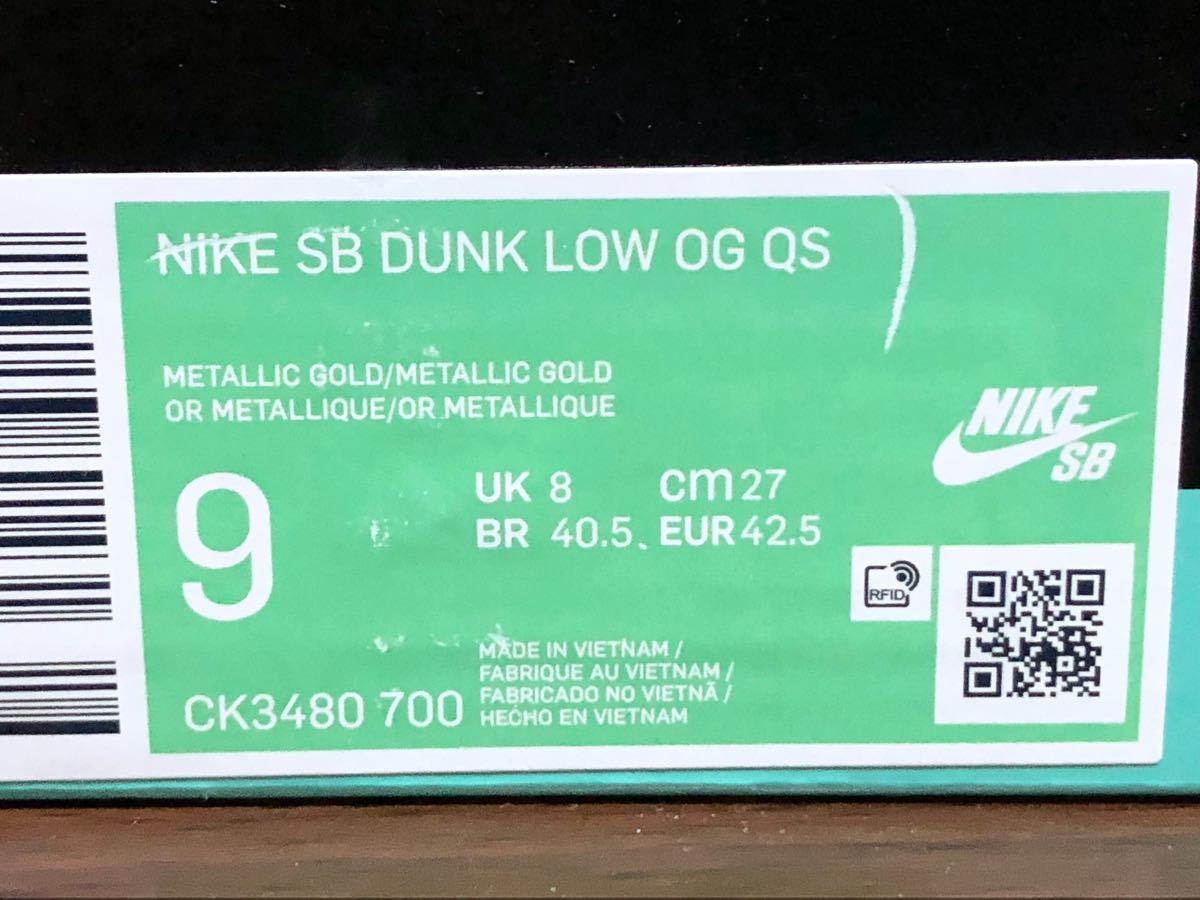 NIKE SB DUNK LOW OG QS
METALLIC GOLD/METALLIC GOLD
OR METALLIQUE/OR METALLIQUE
9
UK 8 cm 27
BR 40.5 EUR 42.5
NIKE
SB
RFID
CK3480 700
MADE IN VIETNAM /
FABRIQUE AU VIETNAM /
FABRICADO NO VIETNÃ /
HECHO EN VIETNAM